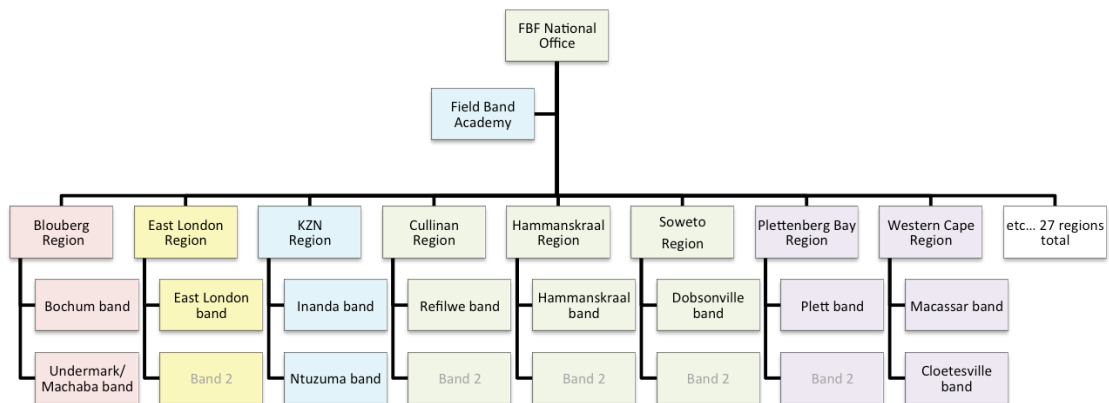 FBF National
Office
Field Band
Academy
Blouberg
Region
East London
Region
KZN
Region
Cullinan
Region
Hammanskraal
Region
Soweto
Region
Plettenberg Bay
Region
Western Cape
Region
etc... 27 regions
total
Bochum band
East London
band
Inanda band
Refilwe band
Hammanskraal
band
Dobsonville
band
Plett band
Macassar band
Undermark/
Machaba band
Band 2
Ntuzuma band
Band 2
Band 2
Band 2
Band 2
Cloetesville
band